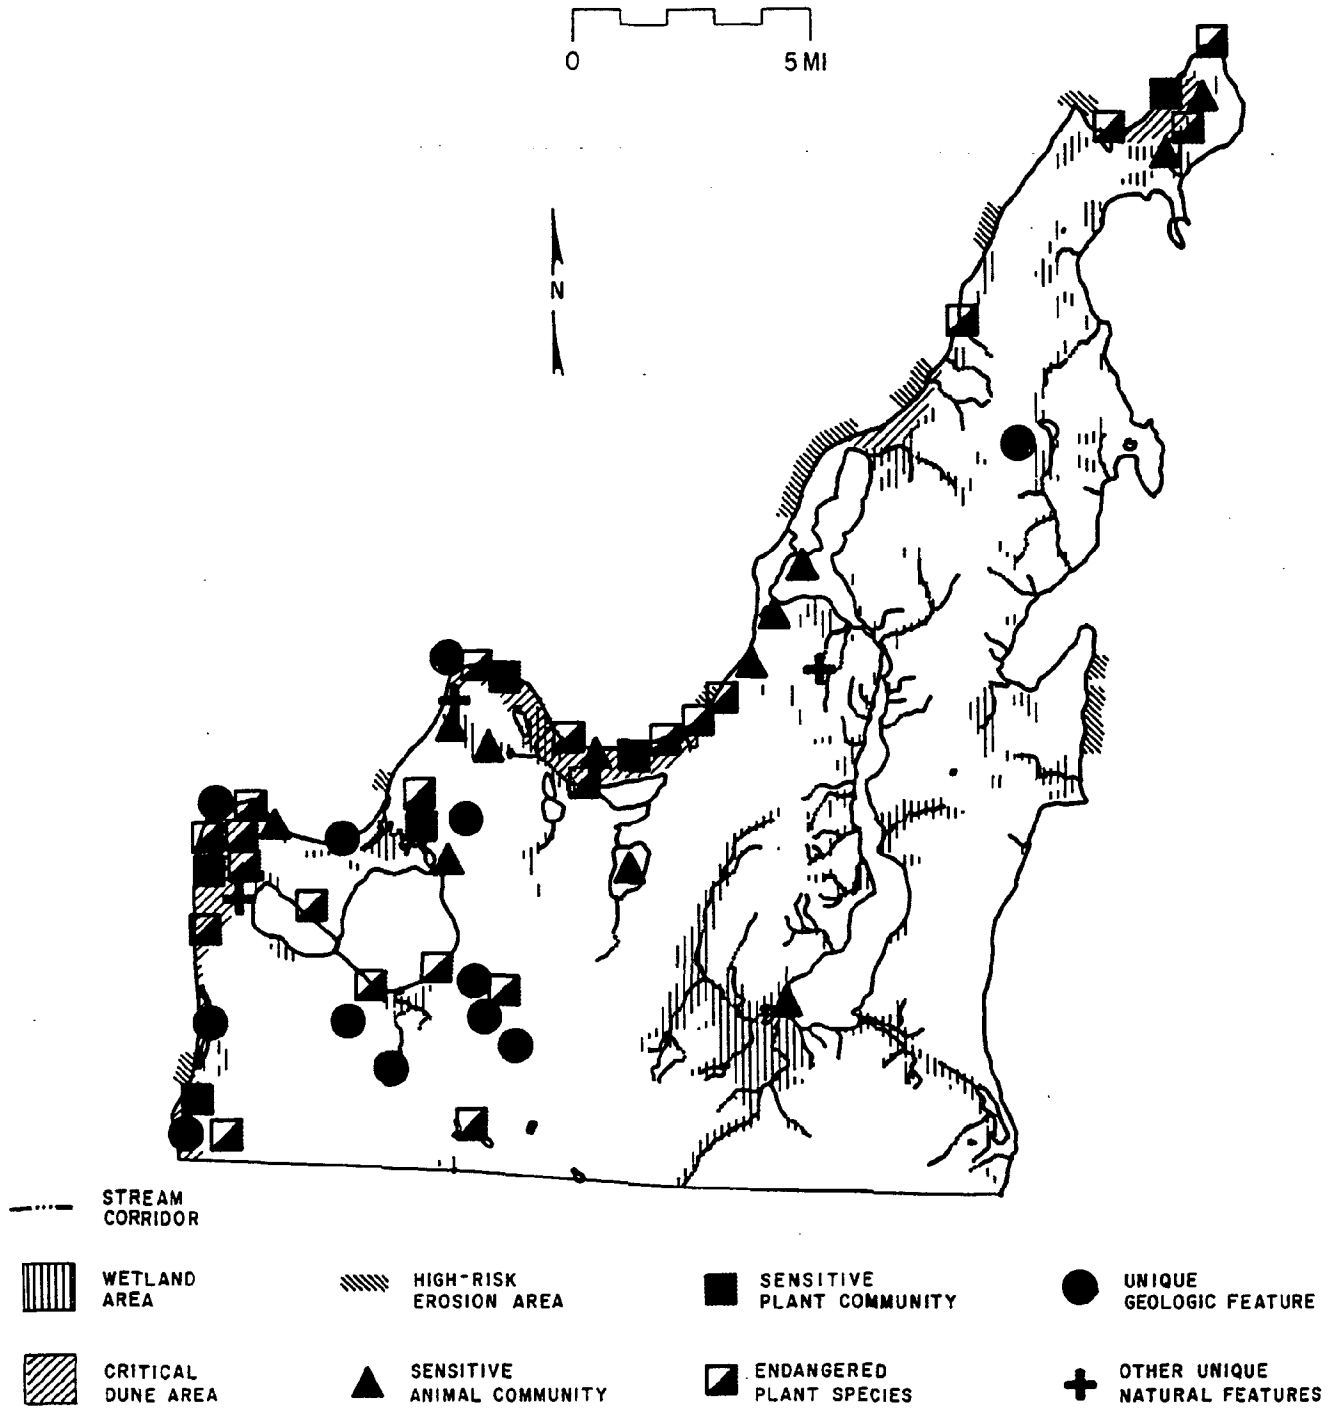 0 5 MI
N
STREAM
CORRIDOR
WETLAND
AREA
HIGH-RISK
EROSION AREA
SENSITIVE
PLANT COMMUNITY
UNIQUE
GEOLOGIC FEATURE
CRITICAL
DUNE AREA
SENSITIVE
ANIMAL COMMUNITY
ENDANGERED
PLANT SPECIES
OTHER UNIQUE
NATURAL FEATURES